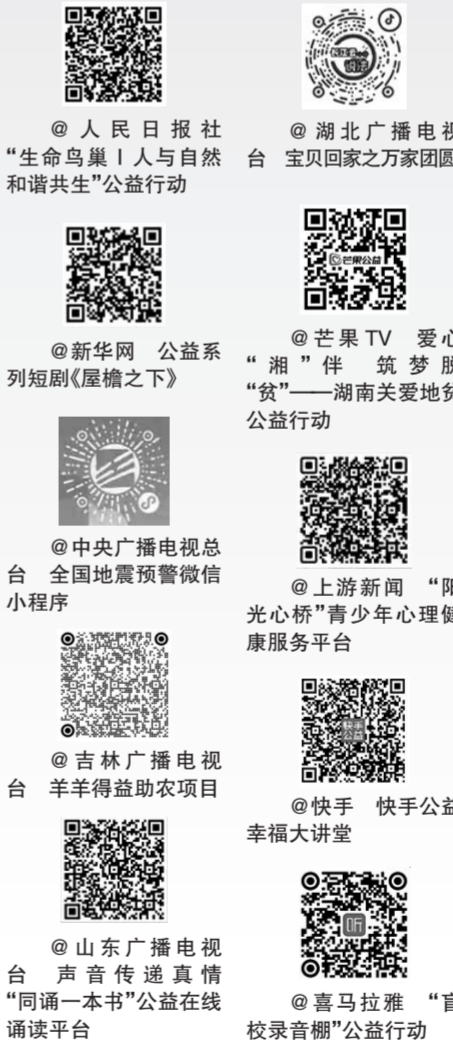 @人民日报社
“生命鸟巢丨人与自然
和谐共生”公益行动
@新华网 公益系
列短剧《屋檐之下》
@中央广播电视总
台 全国地震预警微信
小程序
@吉林广播电视
台 羊羊得益助农项目
@山东广播电视
台 声音传递真情
“同诵一本书”公益在线
诵读平台
@湖北广播电视
台 宝贝回家之万家团圆
芒果公益
@芒果TV 爱心
“湘”伴 筑梦脱
“贫”——湖南关爱地贫
公益行动
@上游新闻 “阳
光心桥”青少年心理健
康服务平台
快手
公益
@快手 快手公益
幸福大讲堂
听
@喜马拉雅 “盲
校录音棚”公益行动